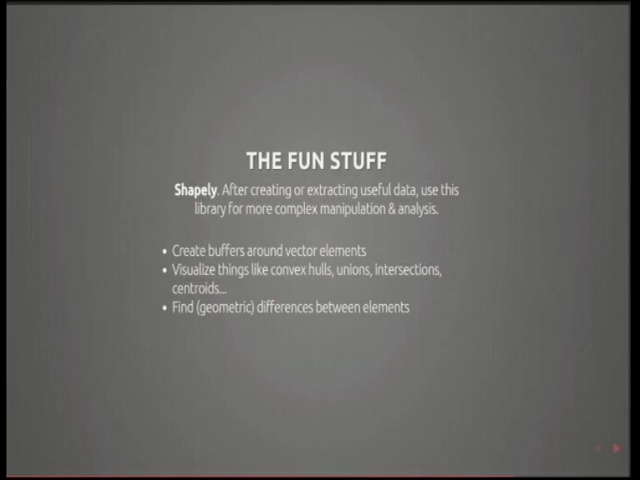 THE FUN STUFF
Shapely. After creating or extracting useful data, use this
library for more complex manipulation & analysis.
• Create buffers around vector elements
• Visualize things like convex hulls, unions, intersections,
centroids...
• Find (geometric) differences between elements